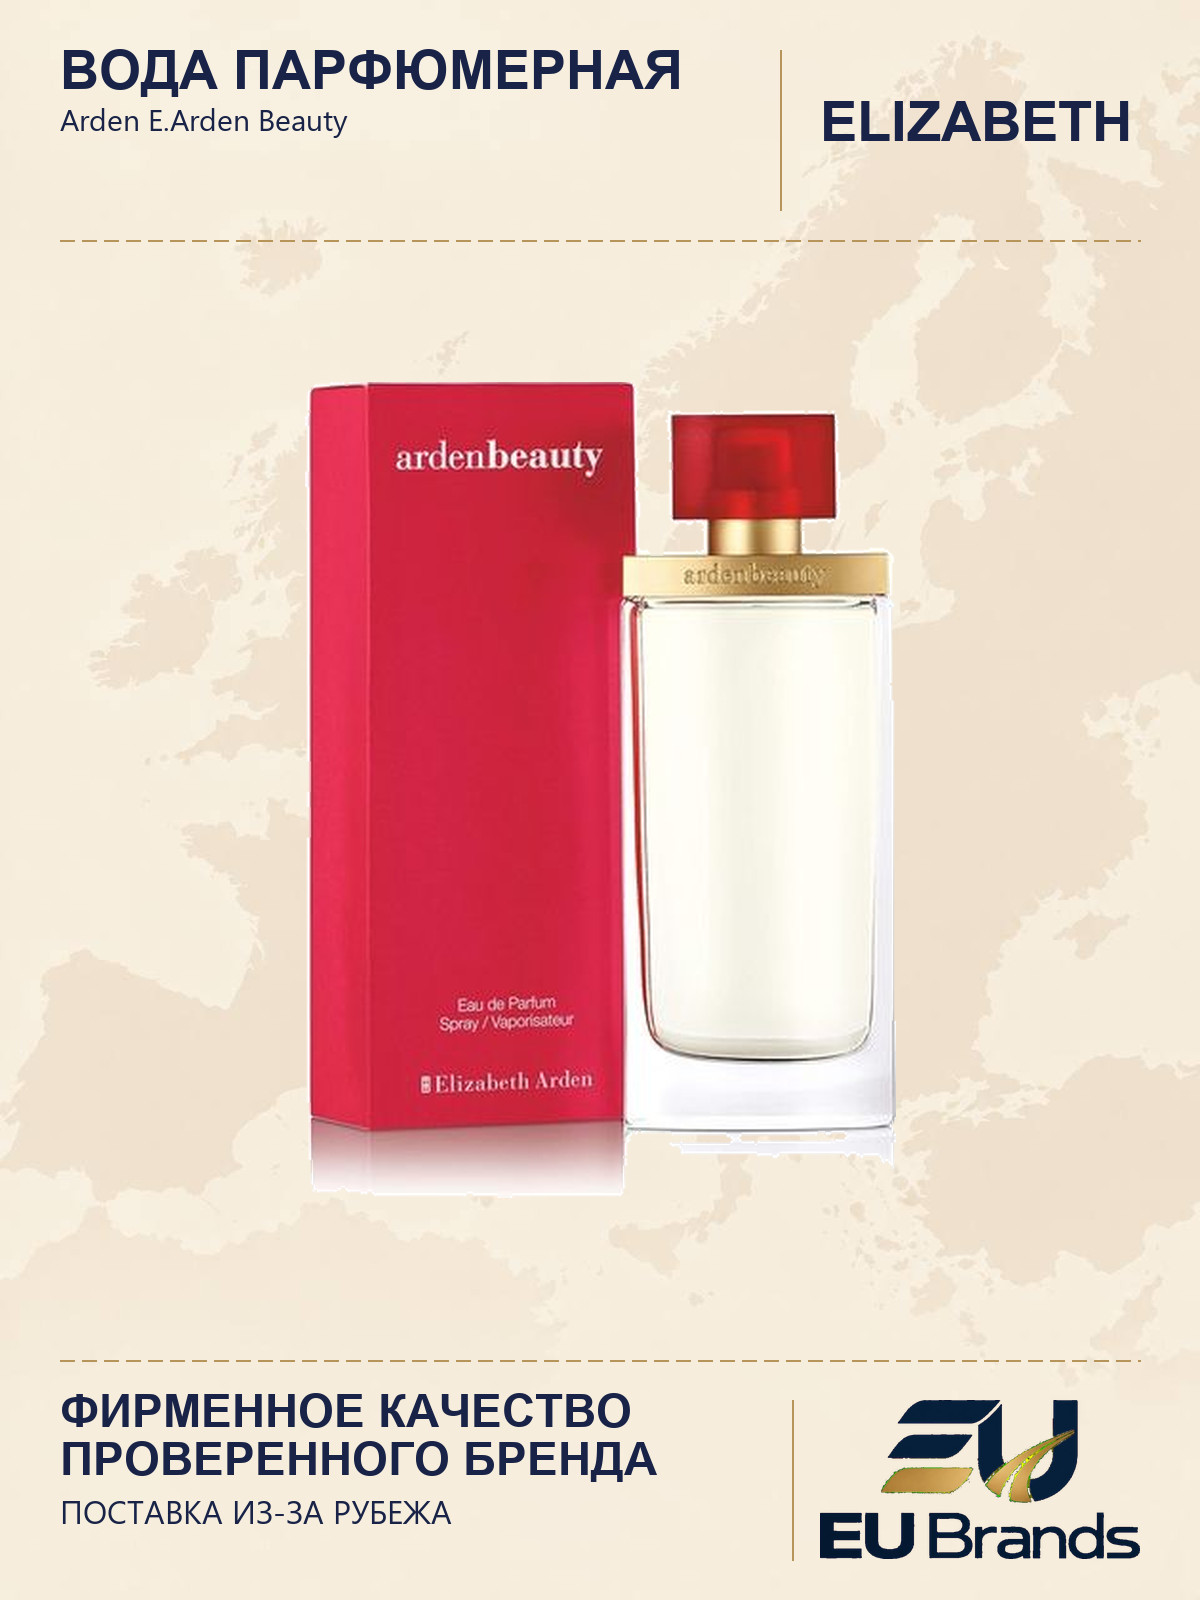 ВОДА ПАРФЮМЕРНАЯ
Arden E.Arden Beauty
ELIZABETH
ardenbeauty
ardenbeauty
Eau de Parfum
Spray / Vaporisateur
Elizabeth Arden
ФИРМЕННОЕ КАЧЕСТВО
ПРОВЕРЕННОГО БРЕНДА
ПОСТАВКА ИЗ-ЗА РУБЕЖА
EU
EU Brands